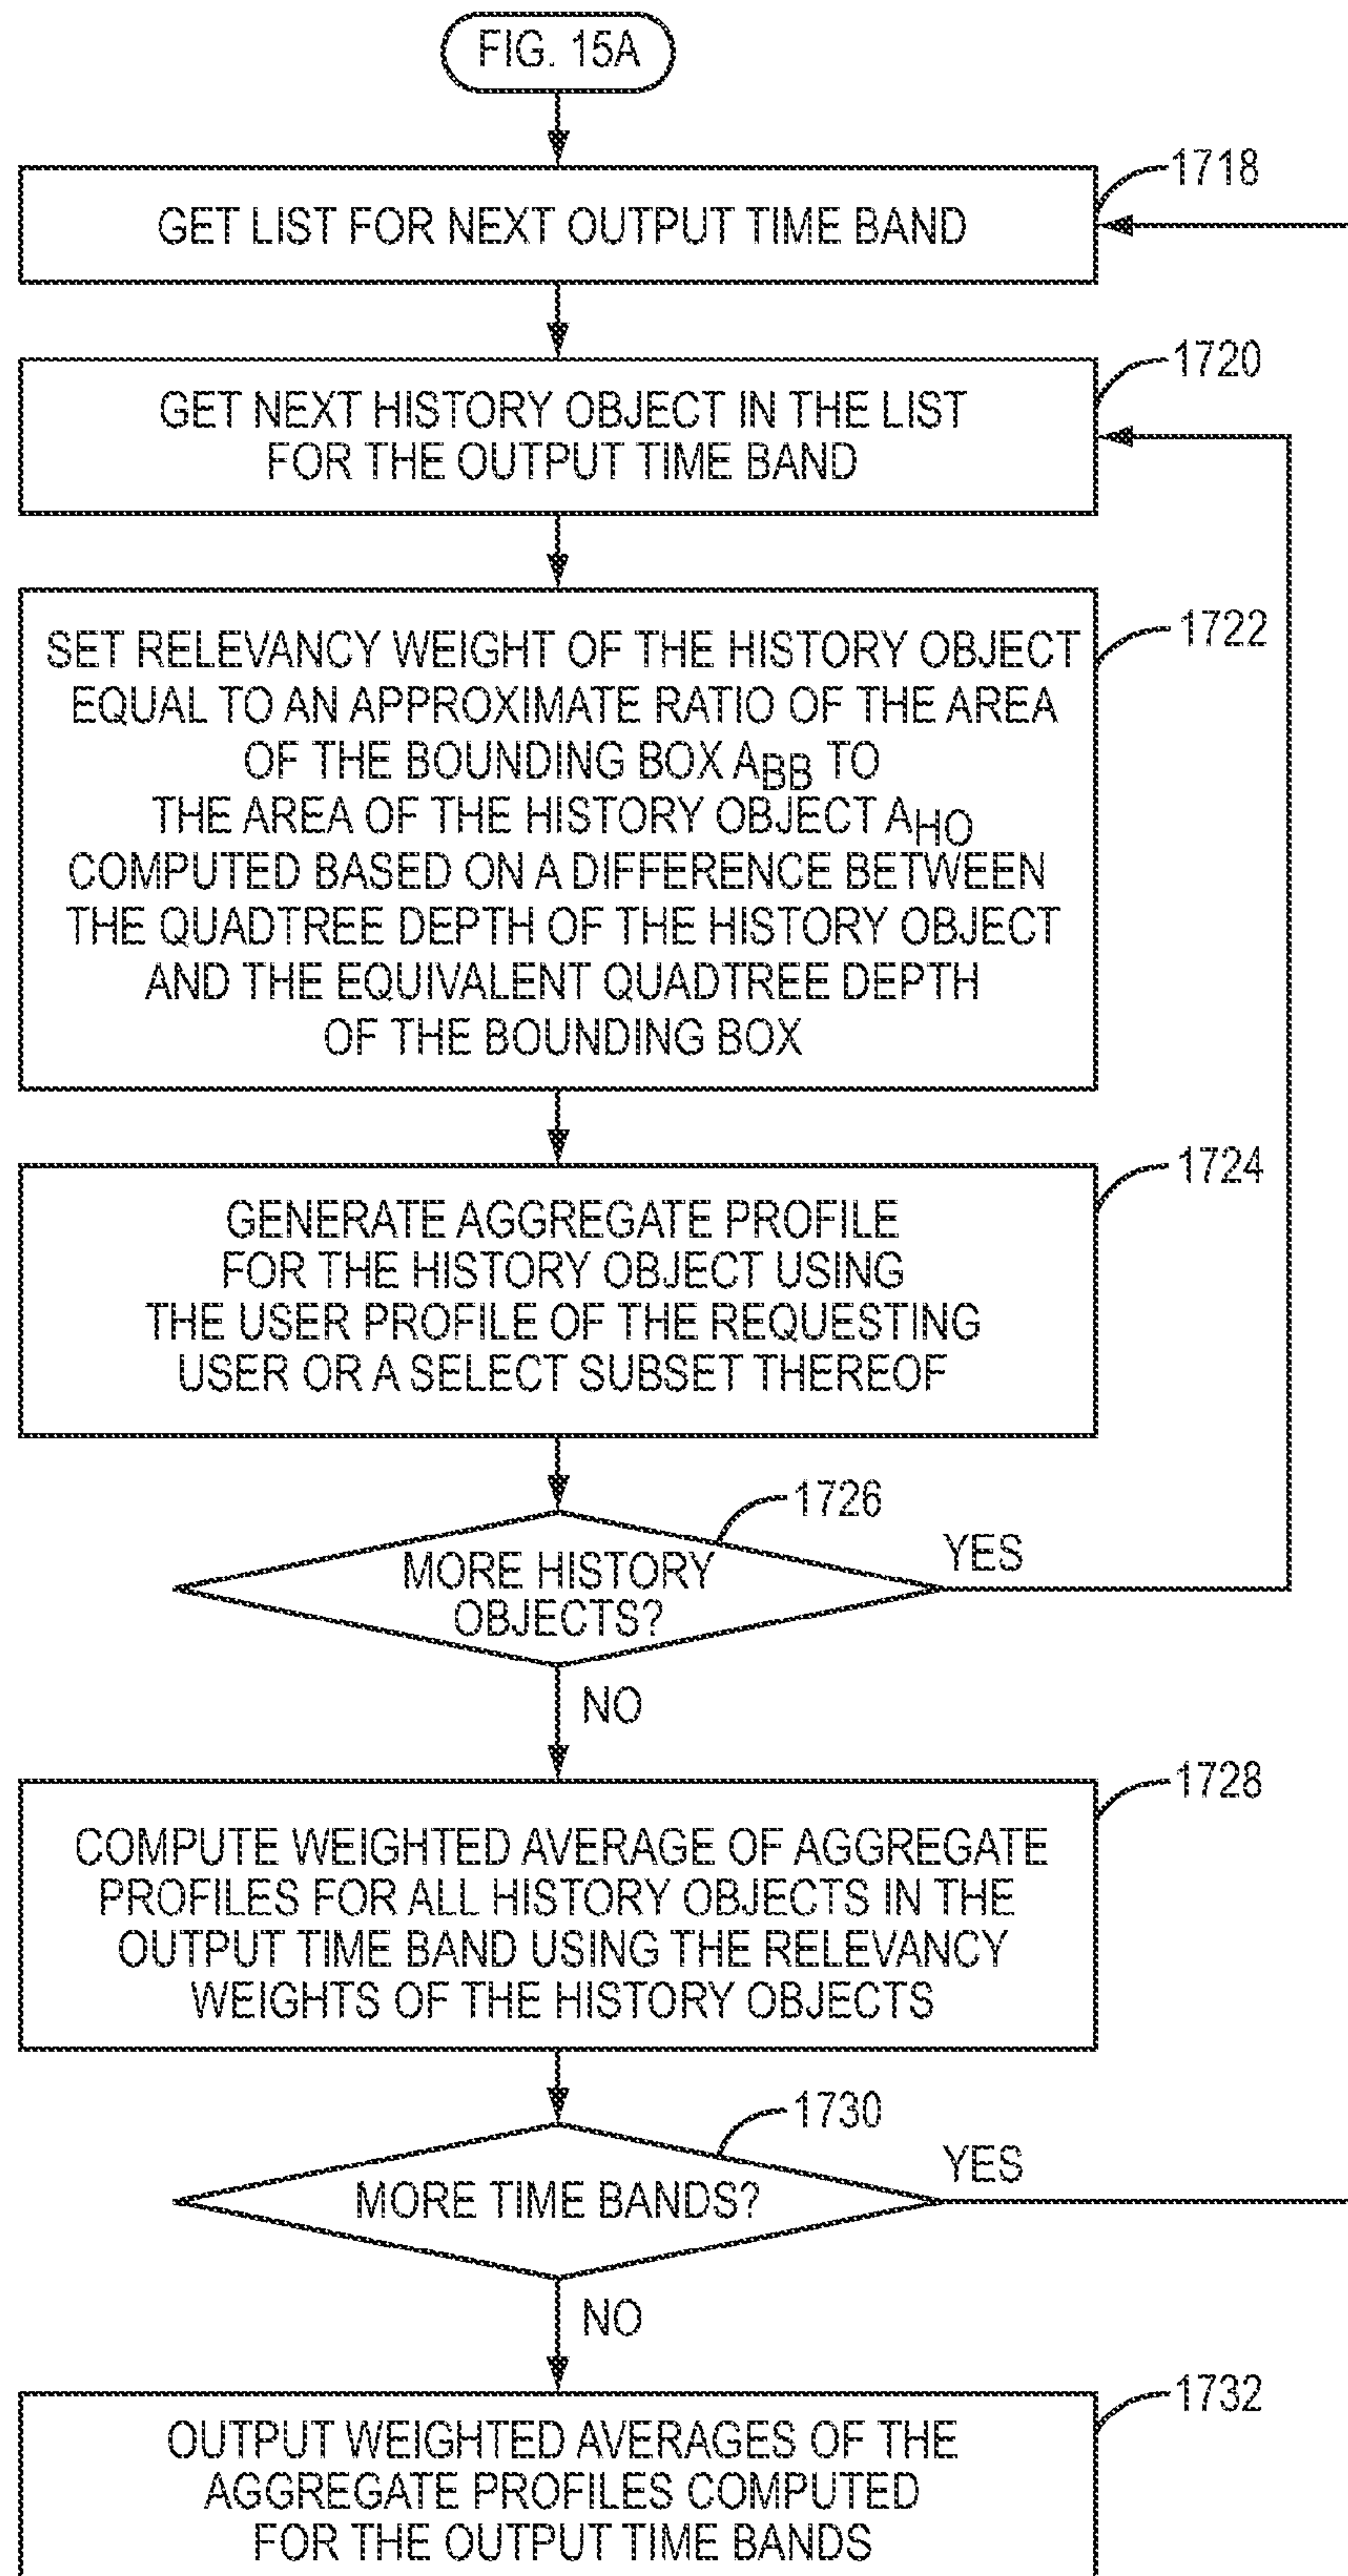 FIG. 15A
1718
GET LIST FOR NEXT OUTPUT TIME BAND
1720
GET NEXT HISTORY OBJECT IN THE LIST
FOR THE OUTPUT TIME BAND
1722
SET RELEVANCY WEIGHT OF THE HISTORY OBJECT
EQUAL TO AN APPROXIMATE RATIO OF THE AREA
OF THE BOUNDING BOX ABB TO
THE AREA OF THE HISTORY OBJECT AHO
COMPUTED BASED ON A DIFFERENCE BETWEEN
THE QUADTREE DEPTH OF THE HISTORY OBJECT
AND THE EQUIVALENT QUADTREE DEPTH
OF THE BOUNDING BOX
1724
GENERATE AGGREGATE PROFILE
FOR THE HISTORY OBJECT USING
THE USER PROFILE OF THE REQUESTING
USER OR A SELECT SUBSET THEREOF
1726
MORE HISTORY
OBJECTS?
YES
NO
1728
COMPUTE WEIGHTED AVERAGE OF AGGREGATE
PROFILES FOR ALL HISTORY OBJECTS IN THE
OUTPUT TIME BAND USING THE RELEVANCY
WEIGHTS OF THE HISTORY OBJECTS
1730
MORE TIME BANDS?
YES
NO
1732
OUTPUT WEIGHTED AVERAGES OF THE
AGGREGATE PROFILES COMPUTED
FOR THE OUTPUT TIME BANDS